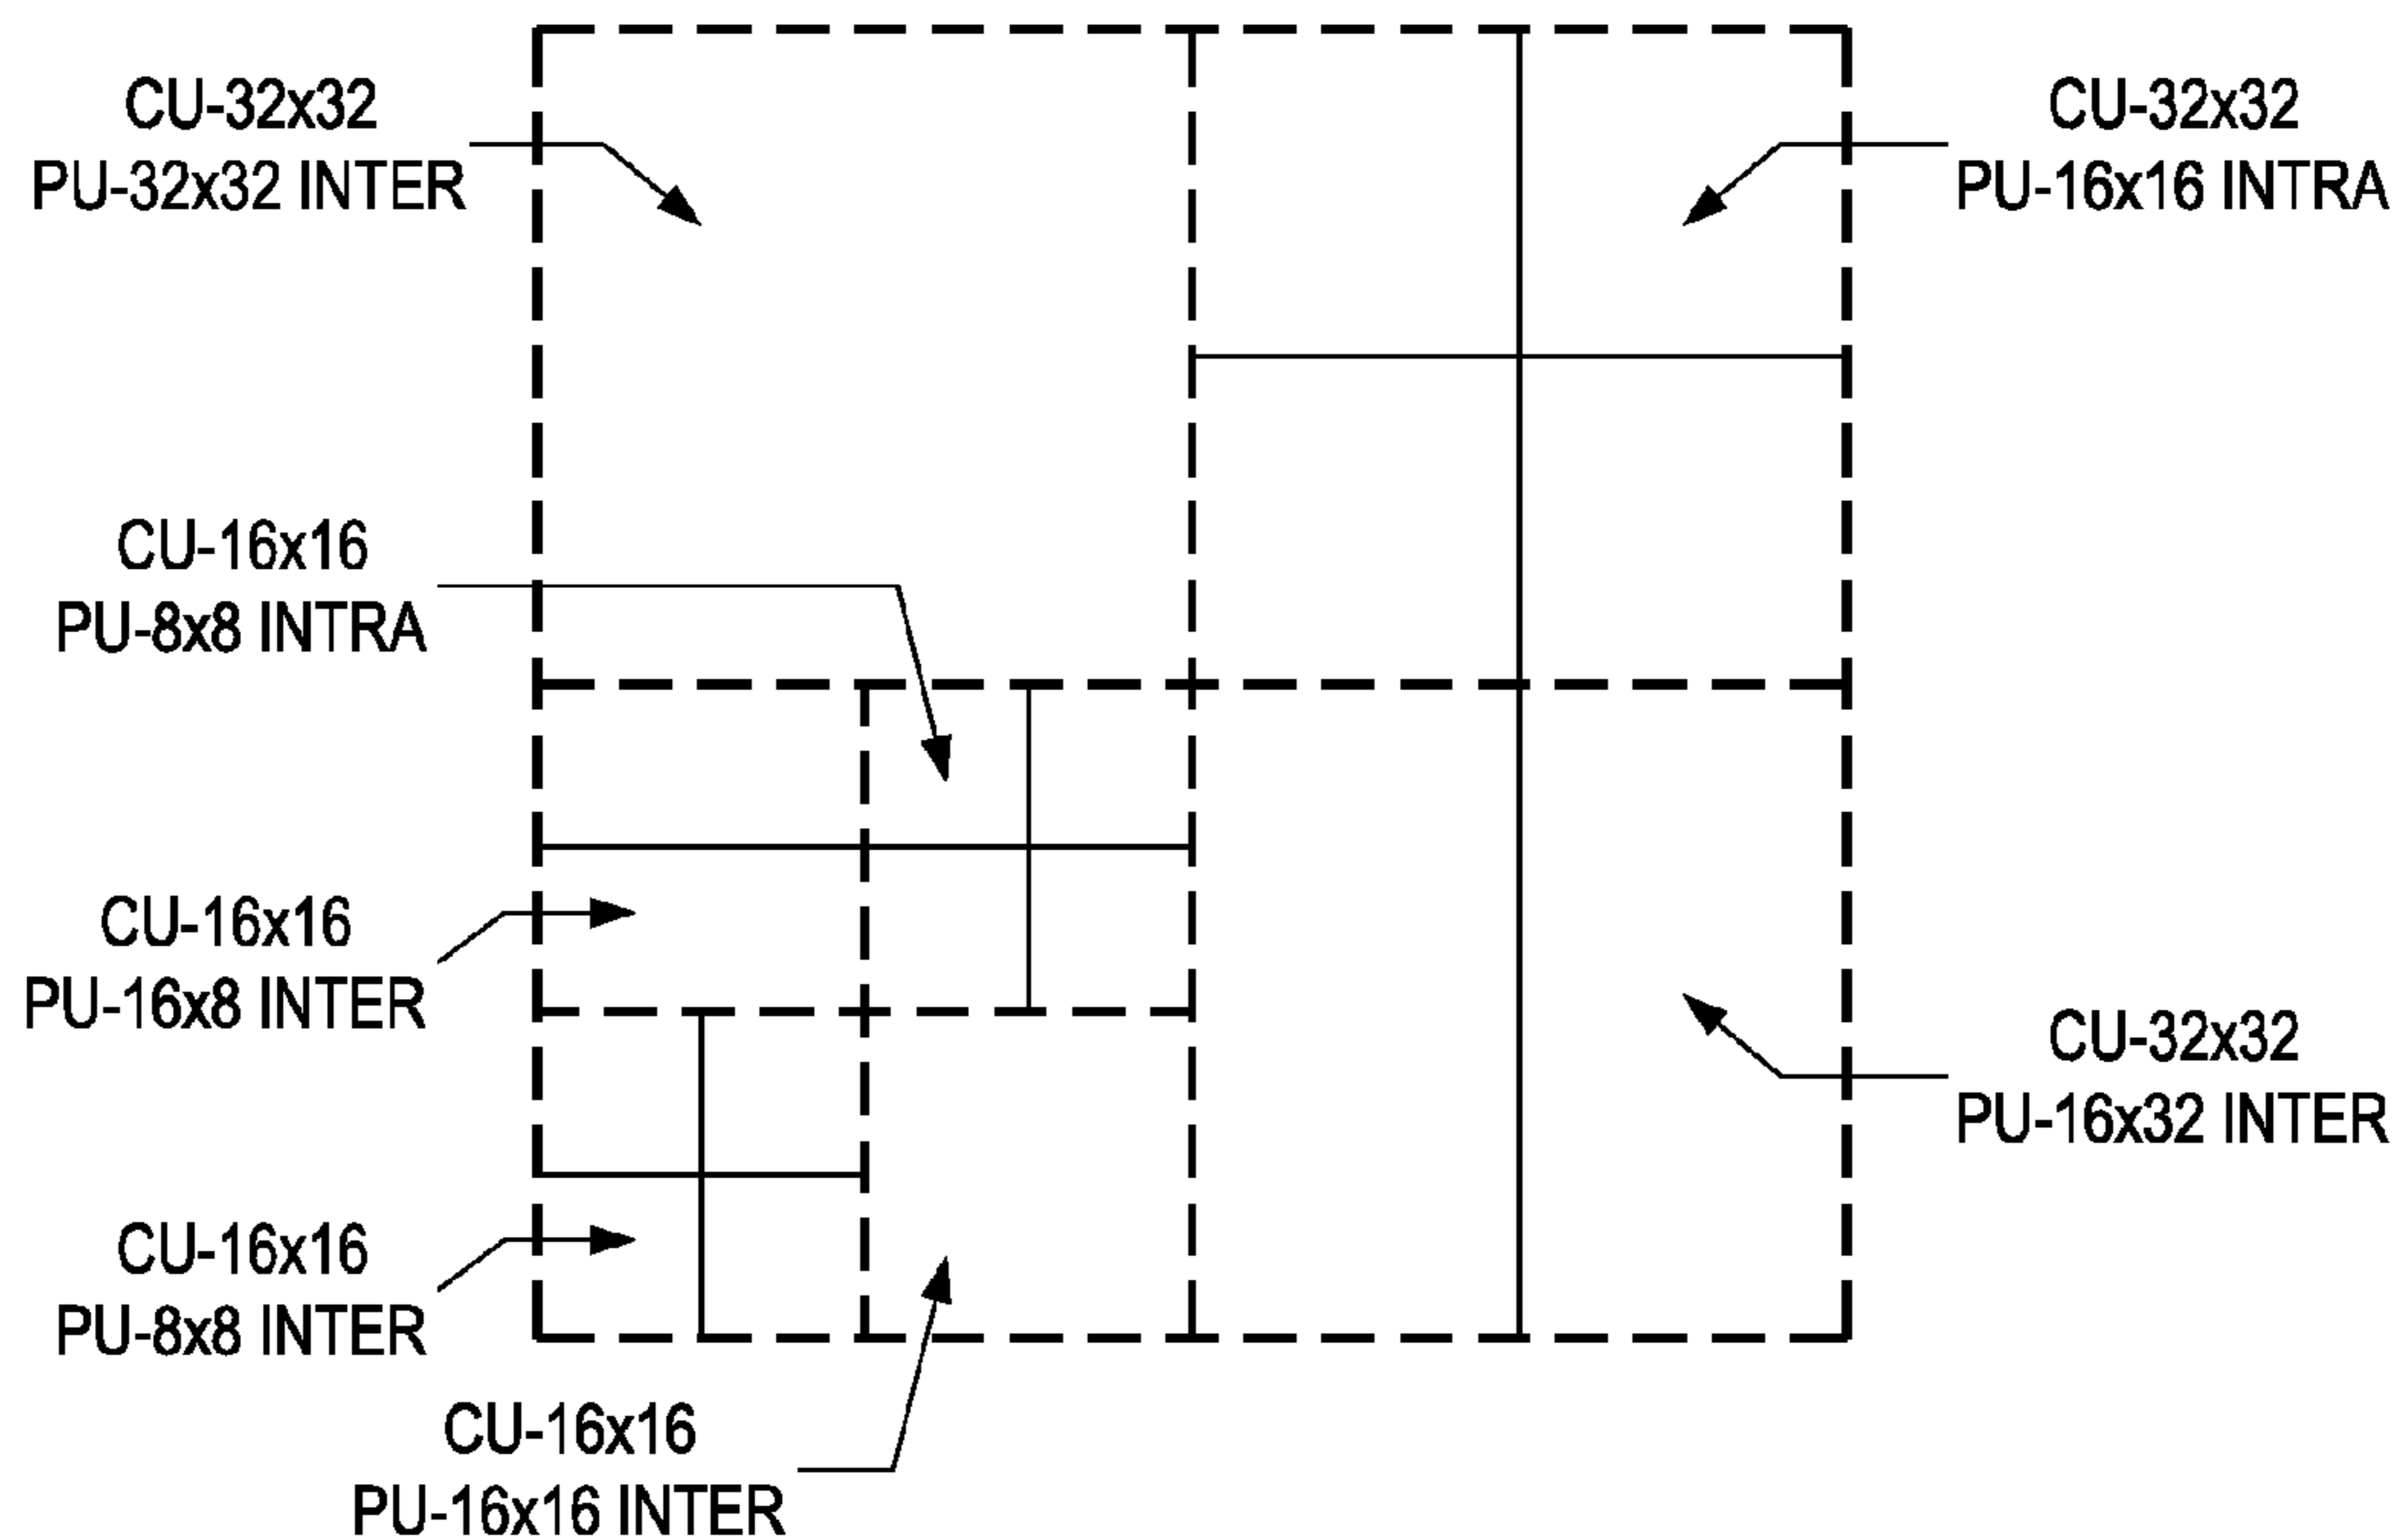 CU-32x32
PU-32x32 INTER
CU-32x32
PU-16x16 INTRA
CU-16x16
PU-8x8 INTRA
CU-16x16
PU-16x8 INTER
CU-32x32
PU-16x32 INTER
CU-16x16
PU-8x8 INTER
CU-16x16
PU-16x16 INTER